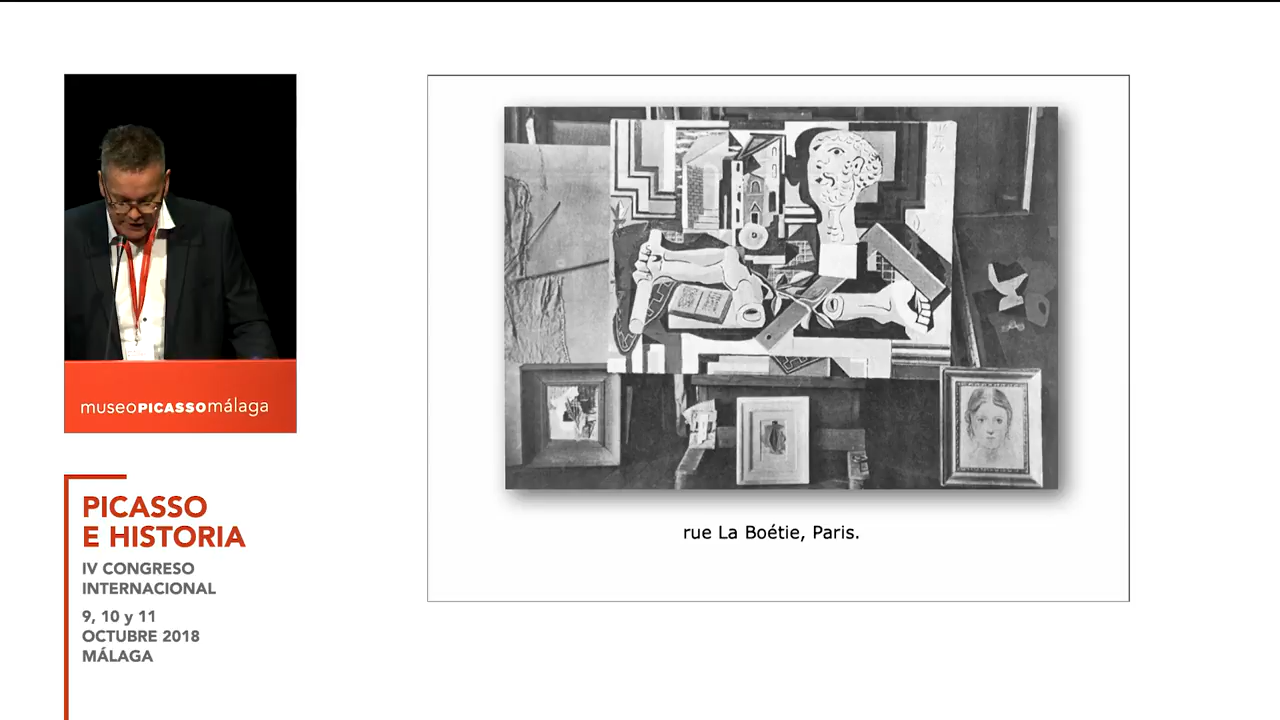 museoPICASSOmálaga
PICASSO
E HISTORIA
IV CONGRESO
INTERNACIONAL
9, 10 y 11
OCTUBRE 2018
MÁLAGA
rue La Boétie, Paris.